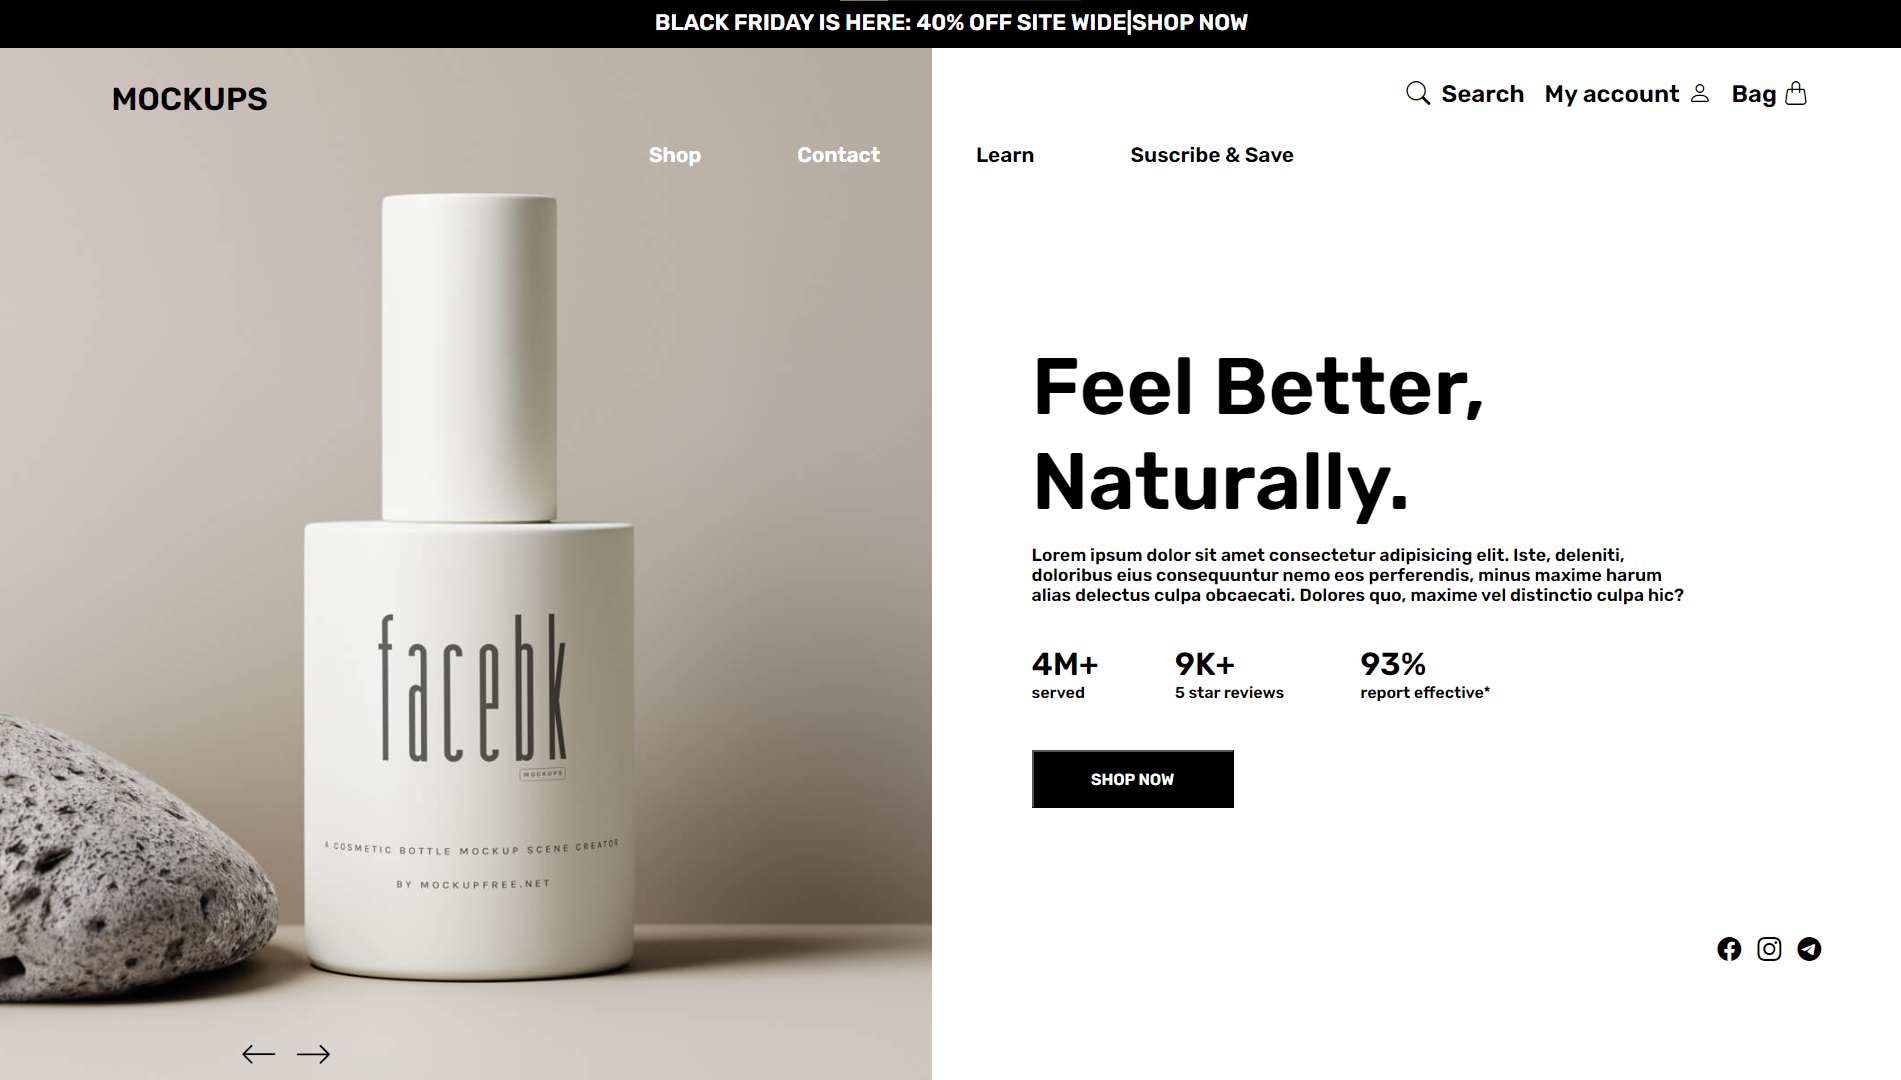 BLACK FRIDAY IS HERE: 40% OFF SITE WIDE|SHOP NOW
MOCKUPS
Search My account Bag
Shop Contact Learn Suscribe & Save
Feel Better,
Naturally.
Lorem ipsum dolor sit amet consectetur adipisicing elit. Iste, deleniti,
doloribus eius consequuntur nemo eos perferendis, minus maxime harum
alias delectus culpa obcaecati. Dolores quo, maxime vel distinctio culpa hic?
4M+ 9K+ 93%
served 5 star reviews report effective*
SHOP NOW
facebk
MOCKUPS
A COSMETIC BOTTLE MOCKUP SCENE CREATOR
BY MOCKUPFREE.NET